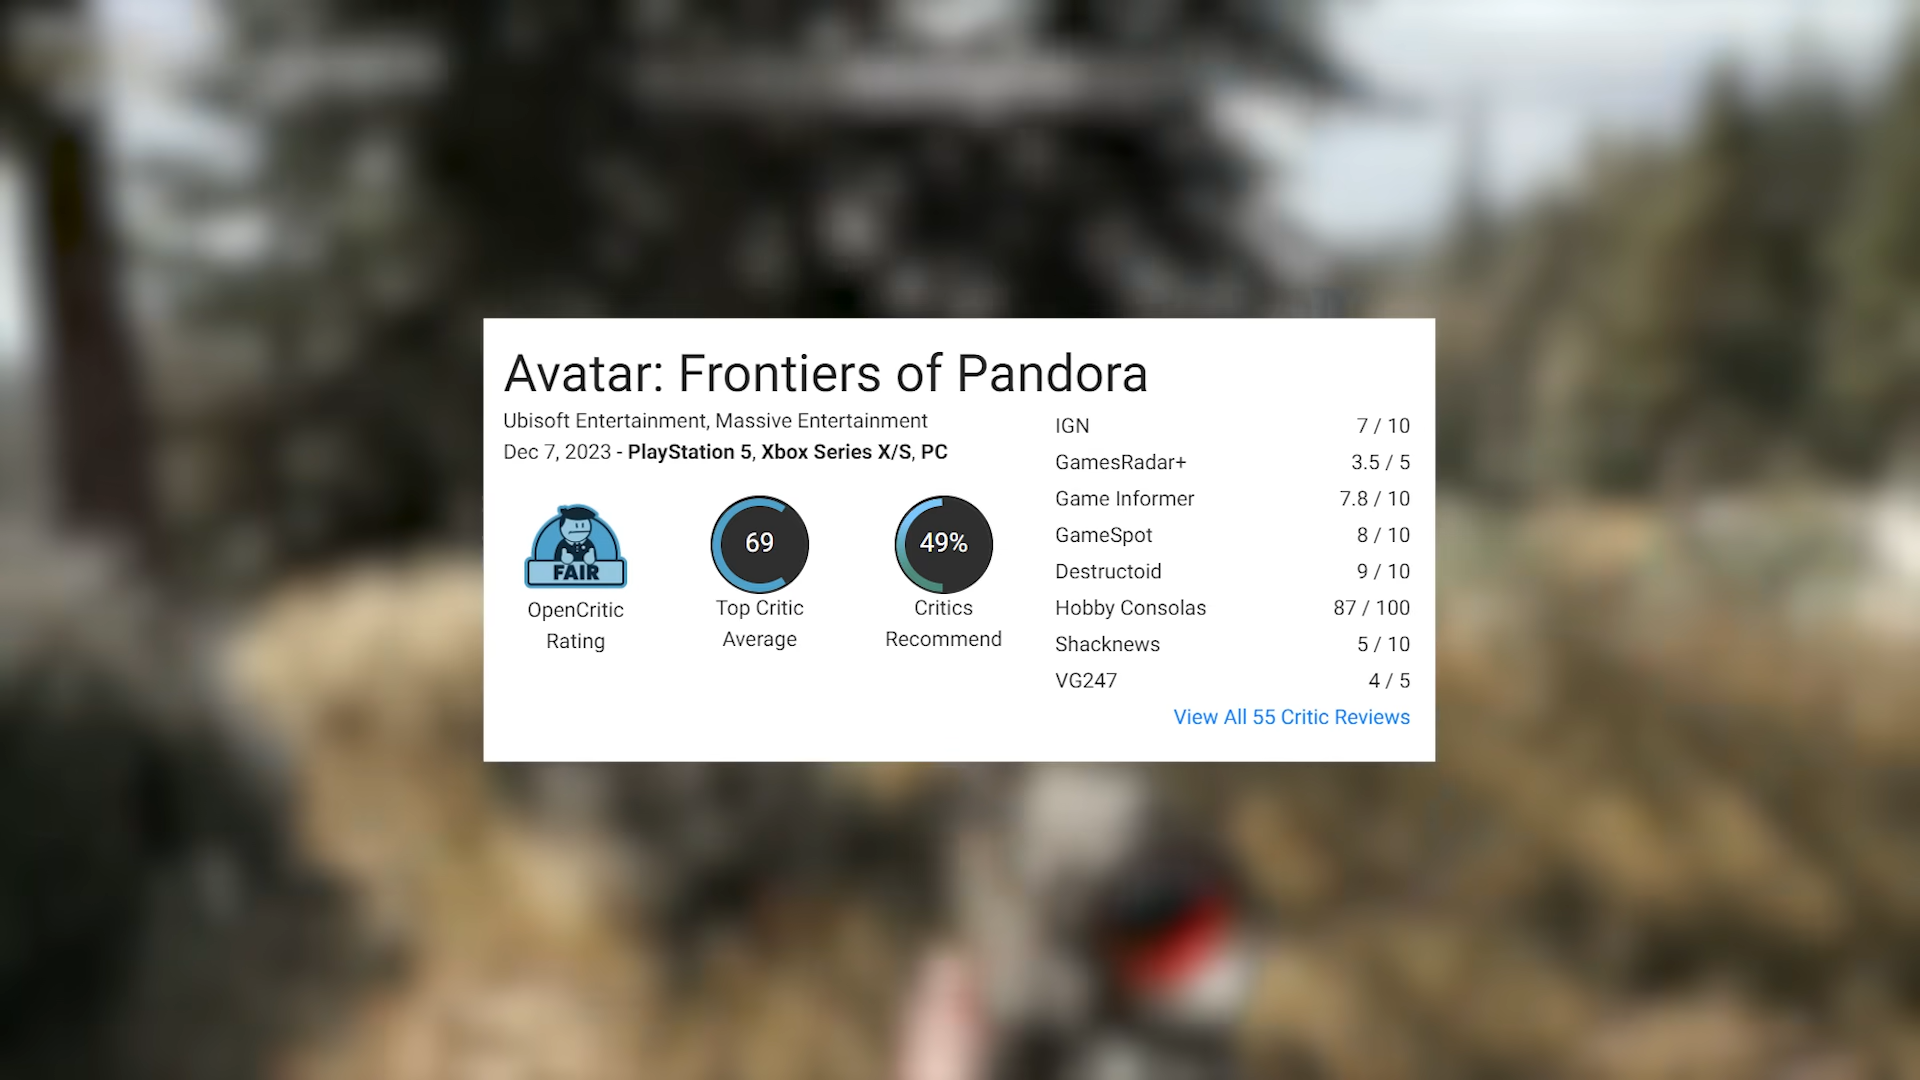 Avatar: Frontiers of Pandora
Ubisoft Entertainment, Massive Entertainment
Dec 7, 2023 - PlayStation 5, Xbox Series X/S, PC
FAIR
OpenCritic
Rating
69
Top Critic
Average
49%
Critics
Recommend
IGN 7 / 10
GamesRadar+ 3.5 / 5
Game Informer 7.8 / 10
GameSpot 8 / 10
Destructoid 9 / 10
Hobby Consolas 87 / 100
Shacknews 5 / 10
VG247 4 / 5
View All 55 Critic Reviews